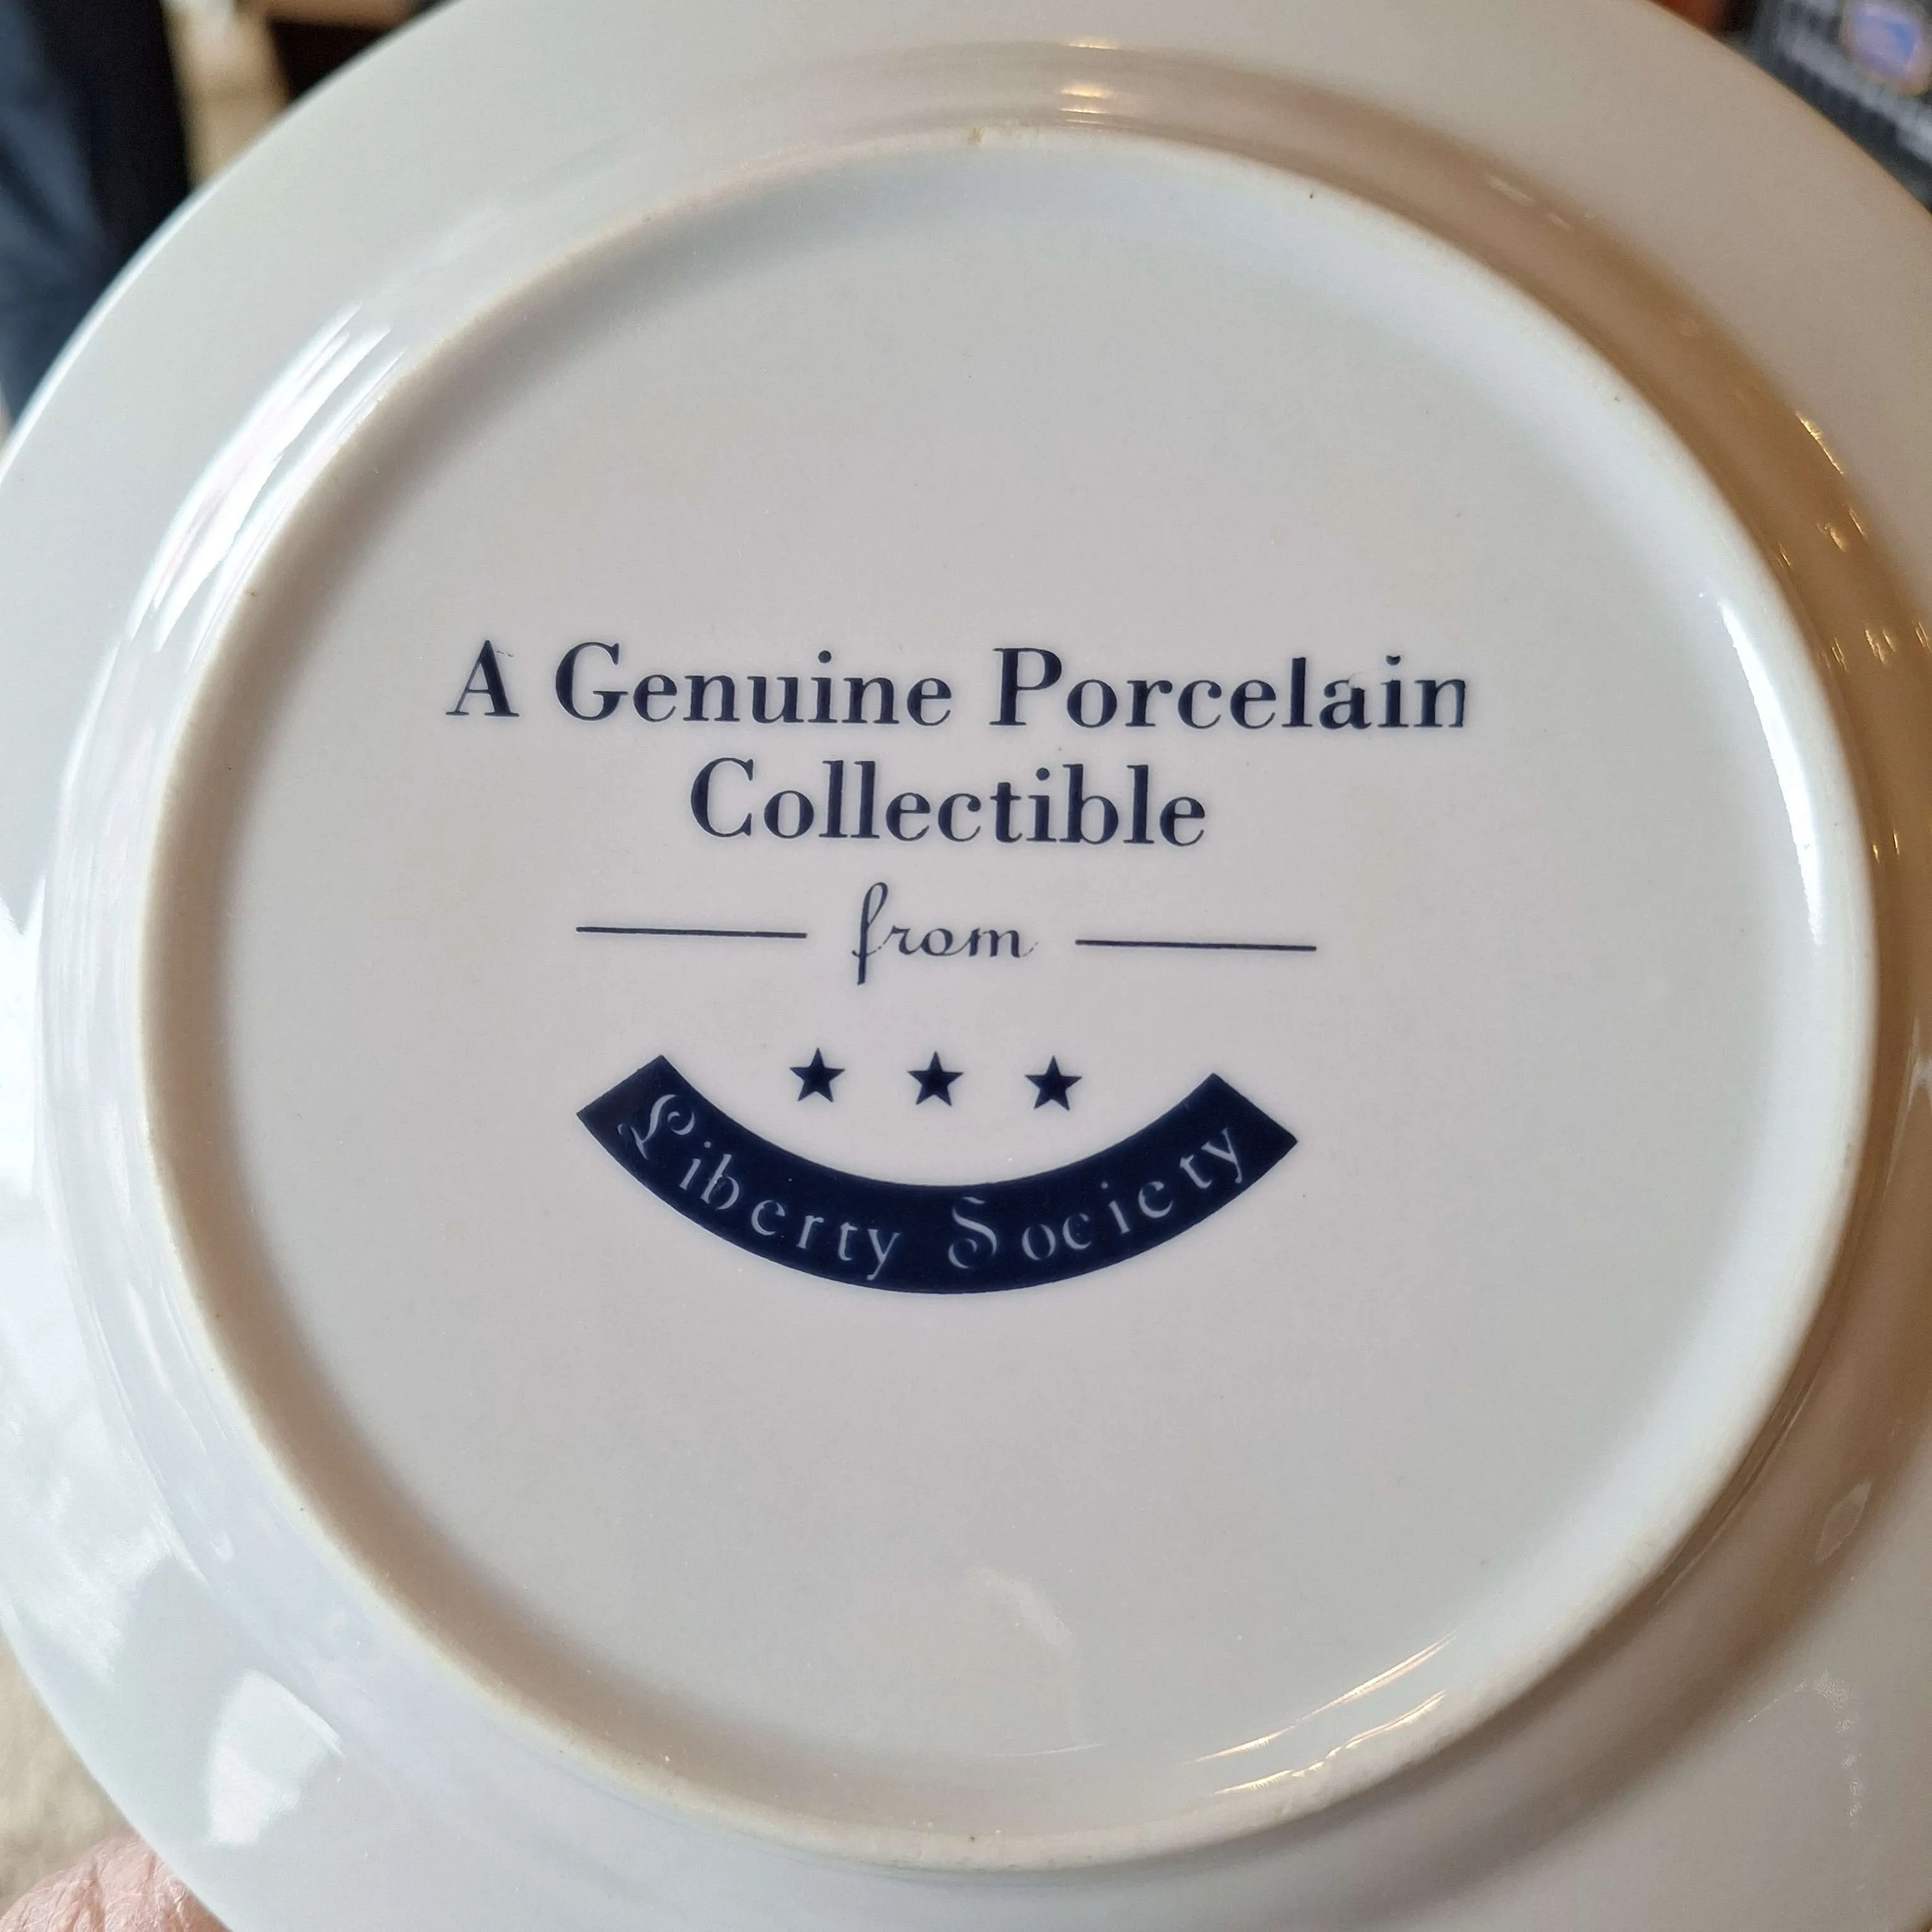 A Genuine Porcelain
Collectible
from
Liberty Society